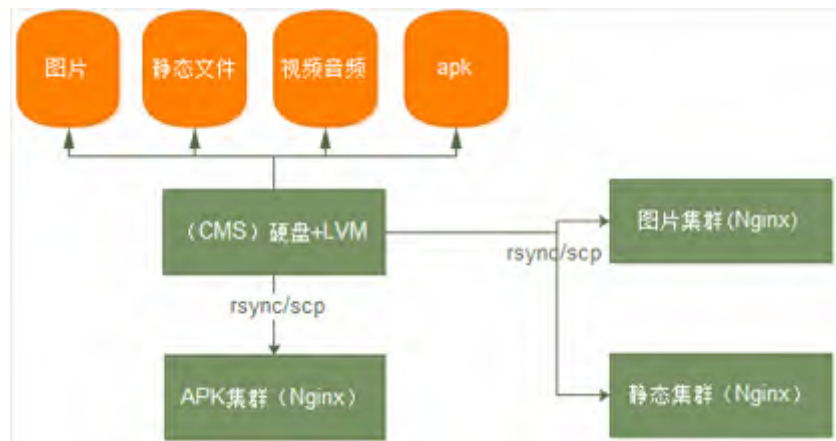 图片
静态文件
视频音频
apk
（CMS）硬盘+LVM
图片集群(Nginx)
rsync/scp
rsync/scp
APK集群（Nginx）
静态集群（Nginx）